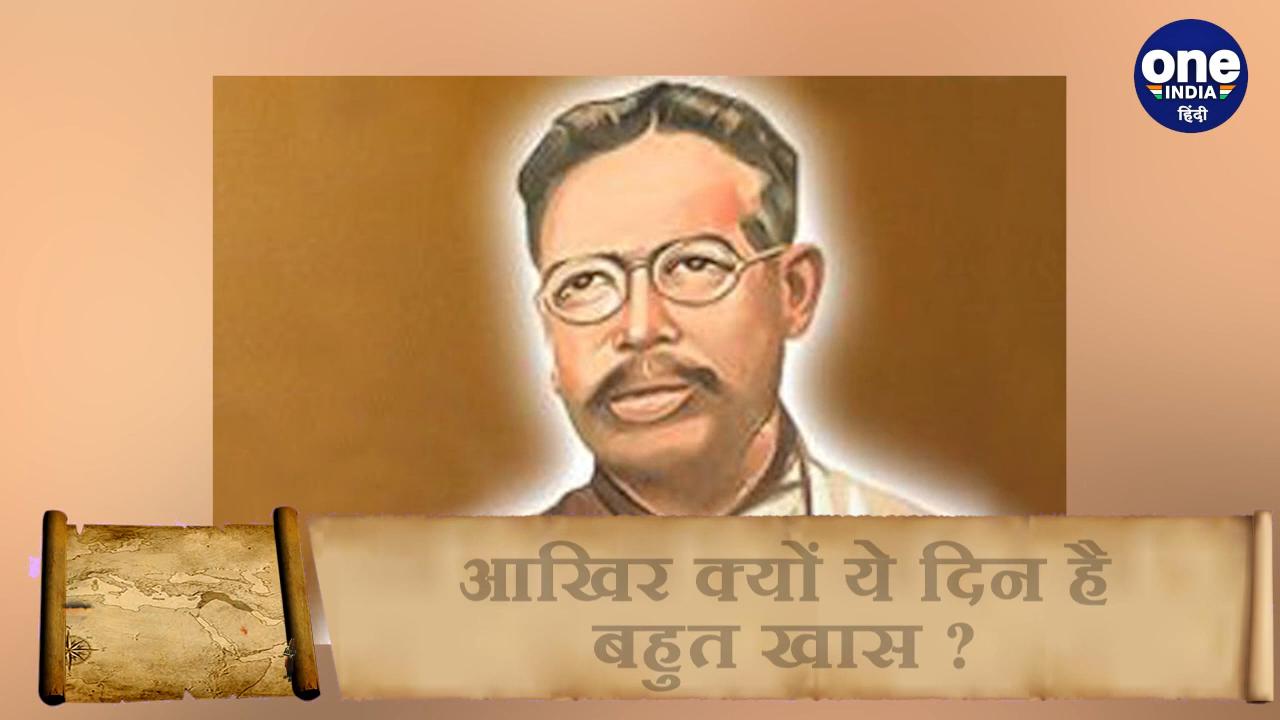 one
INDIA
हिंदी
आखिर क्यों ये दिन है
बहुत खास ?